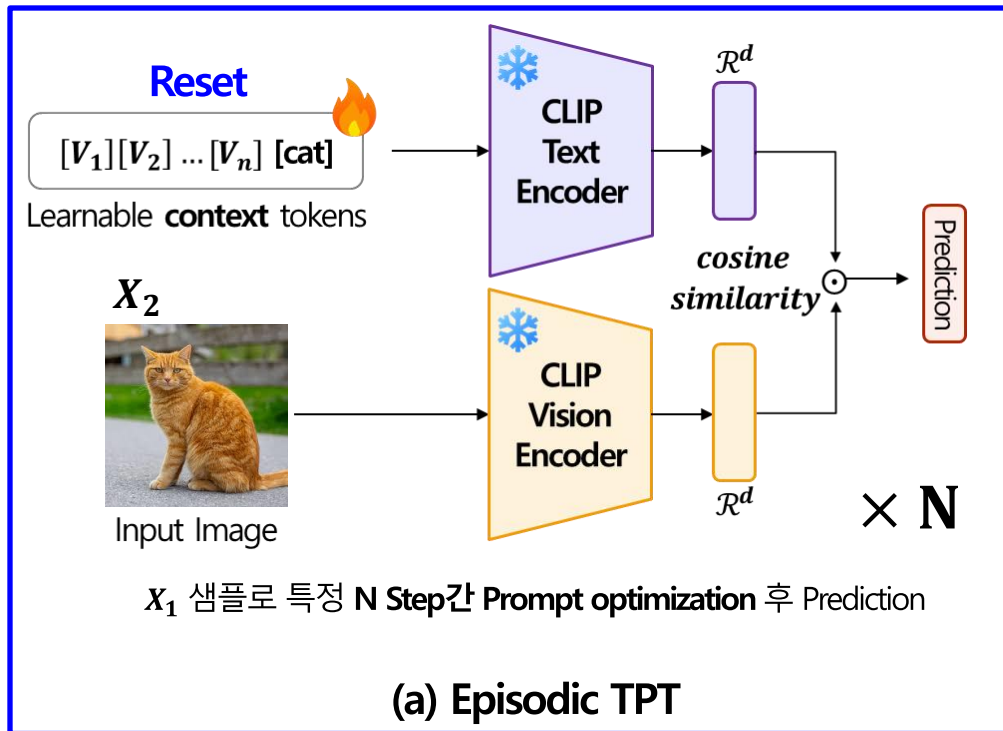 Reset
[V₁][V₂] ... [Vₙ] [cat]
Learnable context tokens
X₂
Input Image
CLIP
Text
Encoder
ℛᵈ
cosine
similarity
Prediction
CLIP
Vision
Encoder
ℛᵈ
× N
X₁ 샘플로 특정 N Step간 Prompt optimization 후 Prediction
(a) Episodic TPT